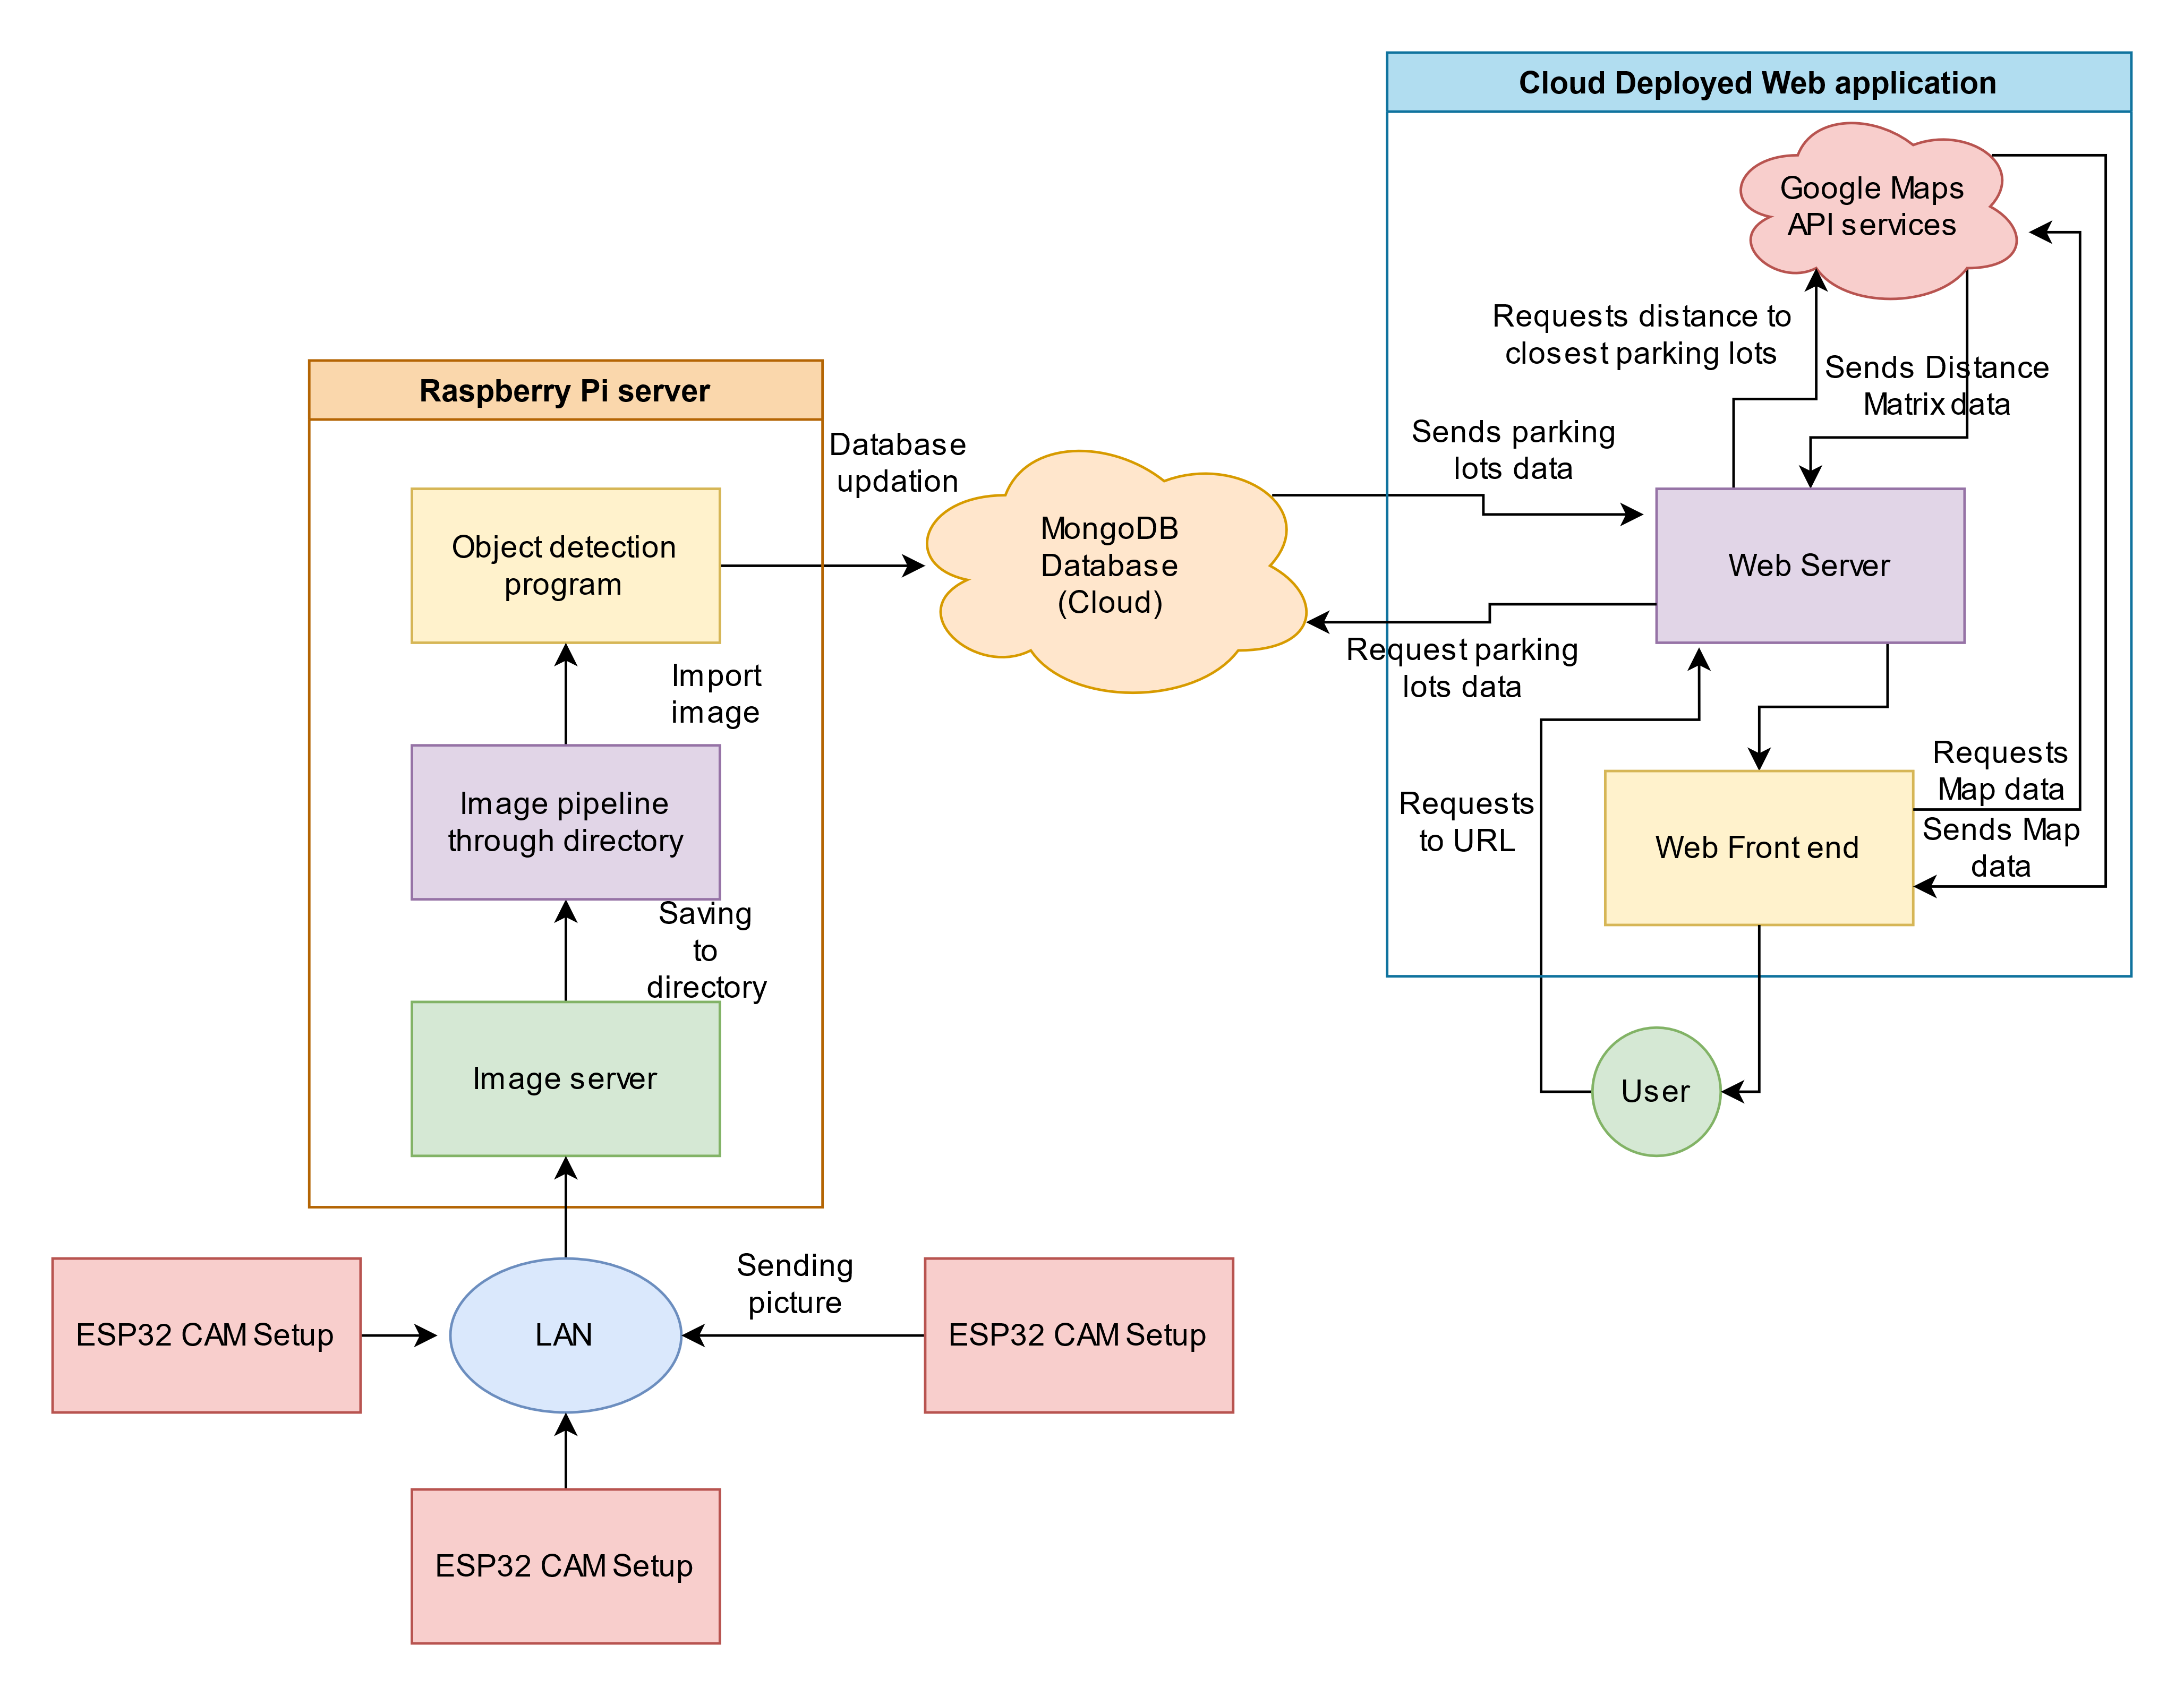 Cloud Deployed Web application
Google Maps
API services
Requests distance to
closest parking lots
Sends Distance
Matrix data
Raspberry Pi server
Database
updation
Sends parking
lots data
Object detection
program
MongoDB
Database
(Cloud)
Web Server
Request parking
lots data
Import
image
Requests
Map data
Image pipeline
through directory
Requests
to URL
Web Front end
Sends Map
data
Saving
to
directory
Image server
User
Sending
picture
ESP32 CAM Setup
LAN
ESP32 CAM Setup
ESP32 CAM Setup